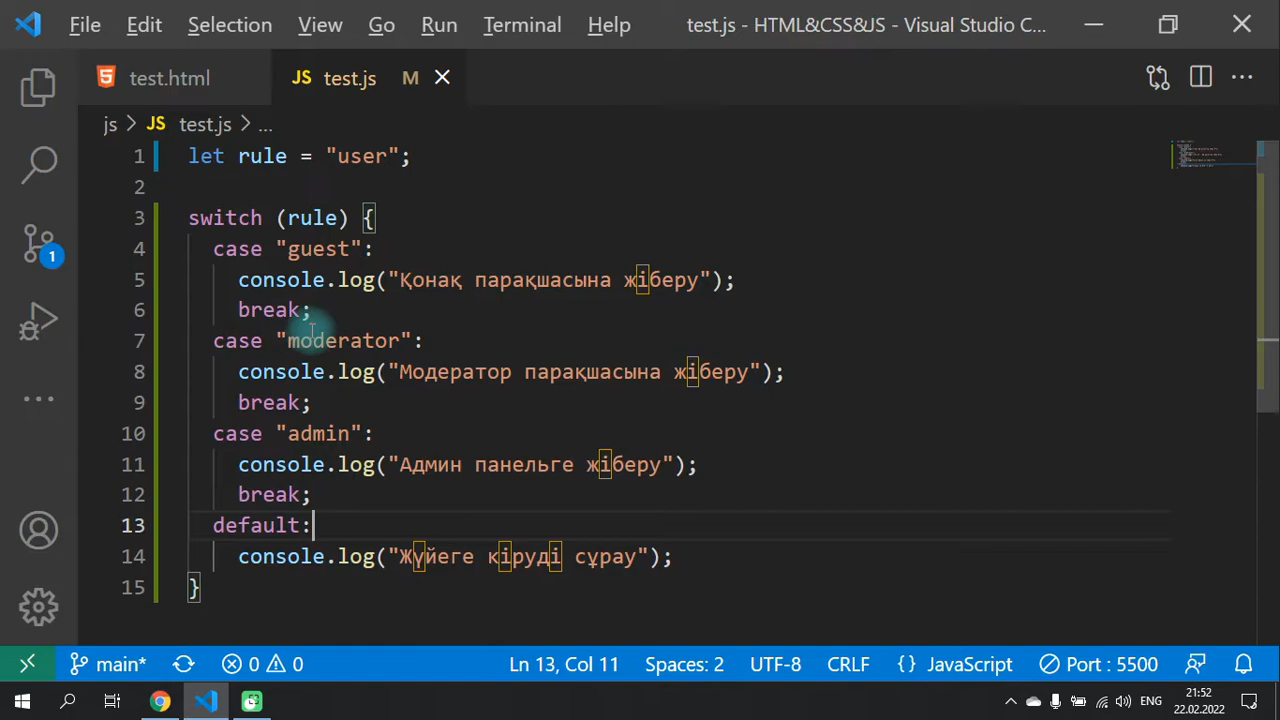 File Edit Selection View Go Run Terminal Help test.js - HTML&CSS&JS - Visual Studio C...
test.html JS test.js M
js > JS test.js > ...
1 let rule = "user";
2
3 switch (rule) {
4 case "guest":
5 console.log("Қонақ парақшасына жіберу");
6 break;
7 case "moderator":
8 console.log("Модератор парақшасына жіберу");
9 break;
10 case "admin":
11 console.log("Админ панельге жіберу");
12 break;
13 default:
14 console.log("Жүйеге кіруді сұрау");
15 }
1
main* 0 0 Ln 13, Col 11 Spaces: 2 UTF-8 CRLF {} JavaScript Port : 5500
ENG 21:52
22.02.2022